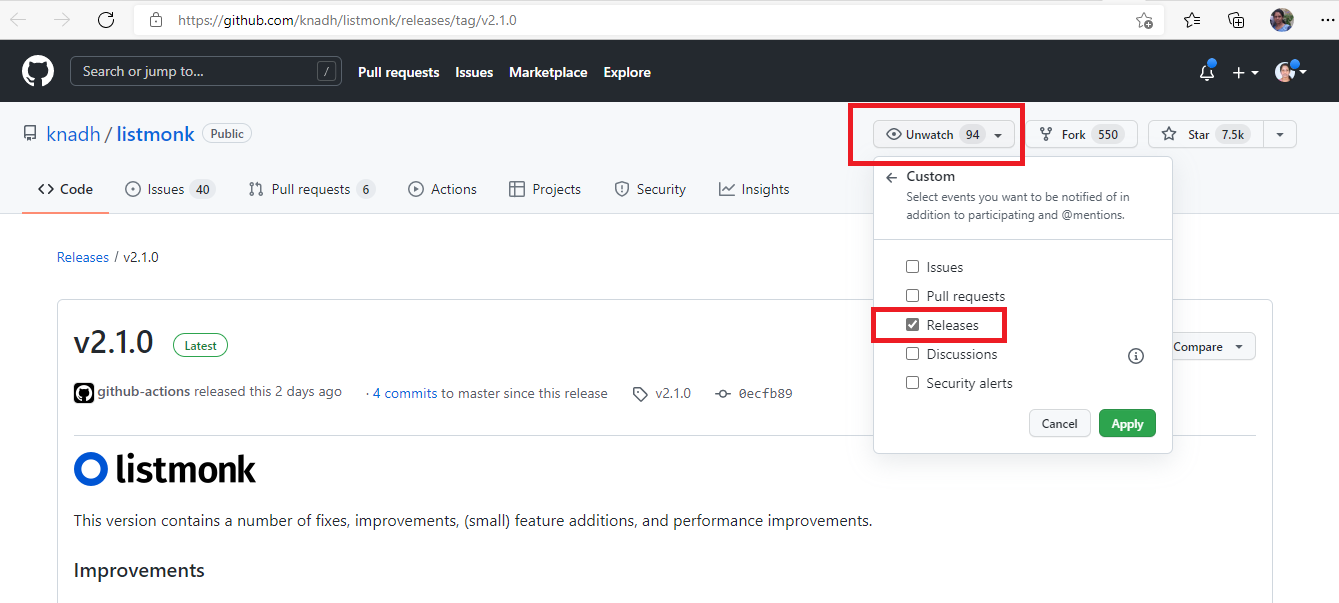 https://github.com/knadh/listmonk/releases/tag/v2.1.0
Search or jump to... / Pull requests Issues Marketplace Explore
knadh / listmonk Public
Unwatch 94 Fork 550 Star 7.5k
Code Issues 40 Pull requests 6 Actions Projects Security Insights
Custom
Select events you want to be notified of in
addition to participating and @mentions.
Issues
Pull requests
Releases
Discussions
Security alerts
Cancel Apply
Releases / v2.1.0
v2.1.0 Latest
Compare
github-actions released this 2 days ago · 4 commits to master since this release v2.1.0 0ecfb89
listmonk
This version contains a number of fixes, improvements, (small) feature additions, and performance improvements.
Improvements